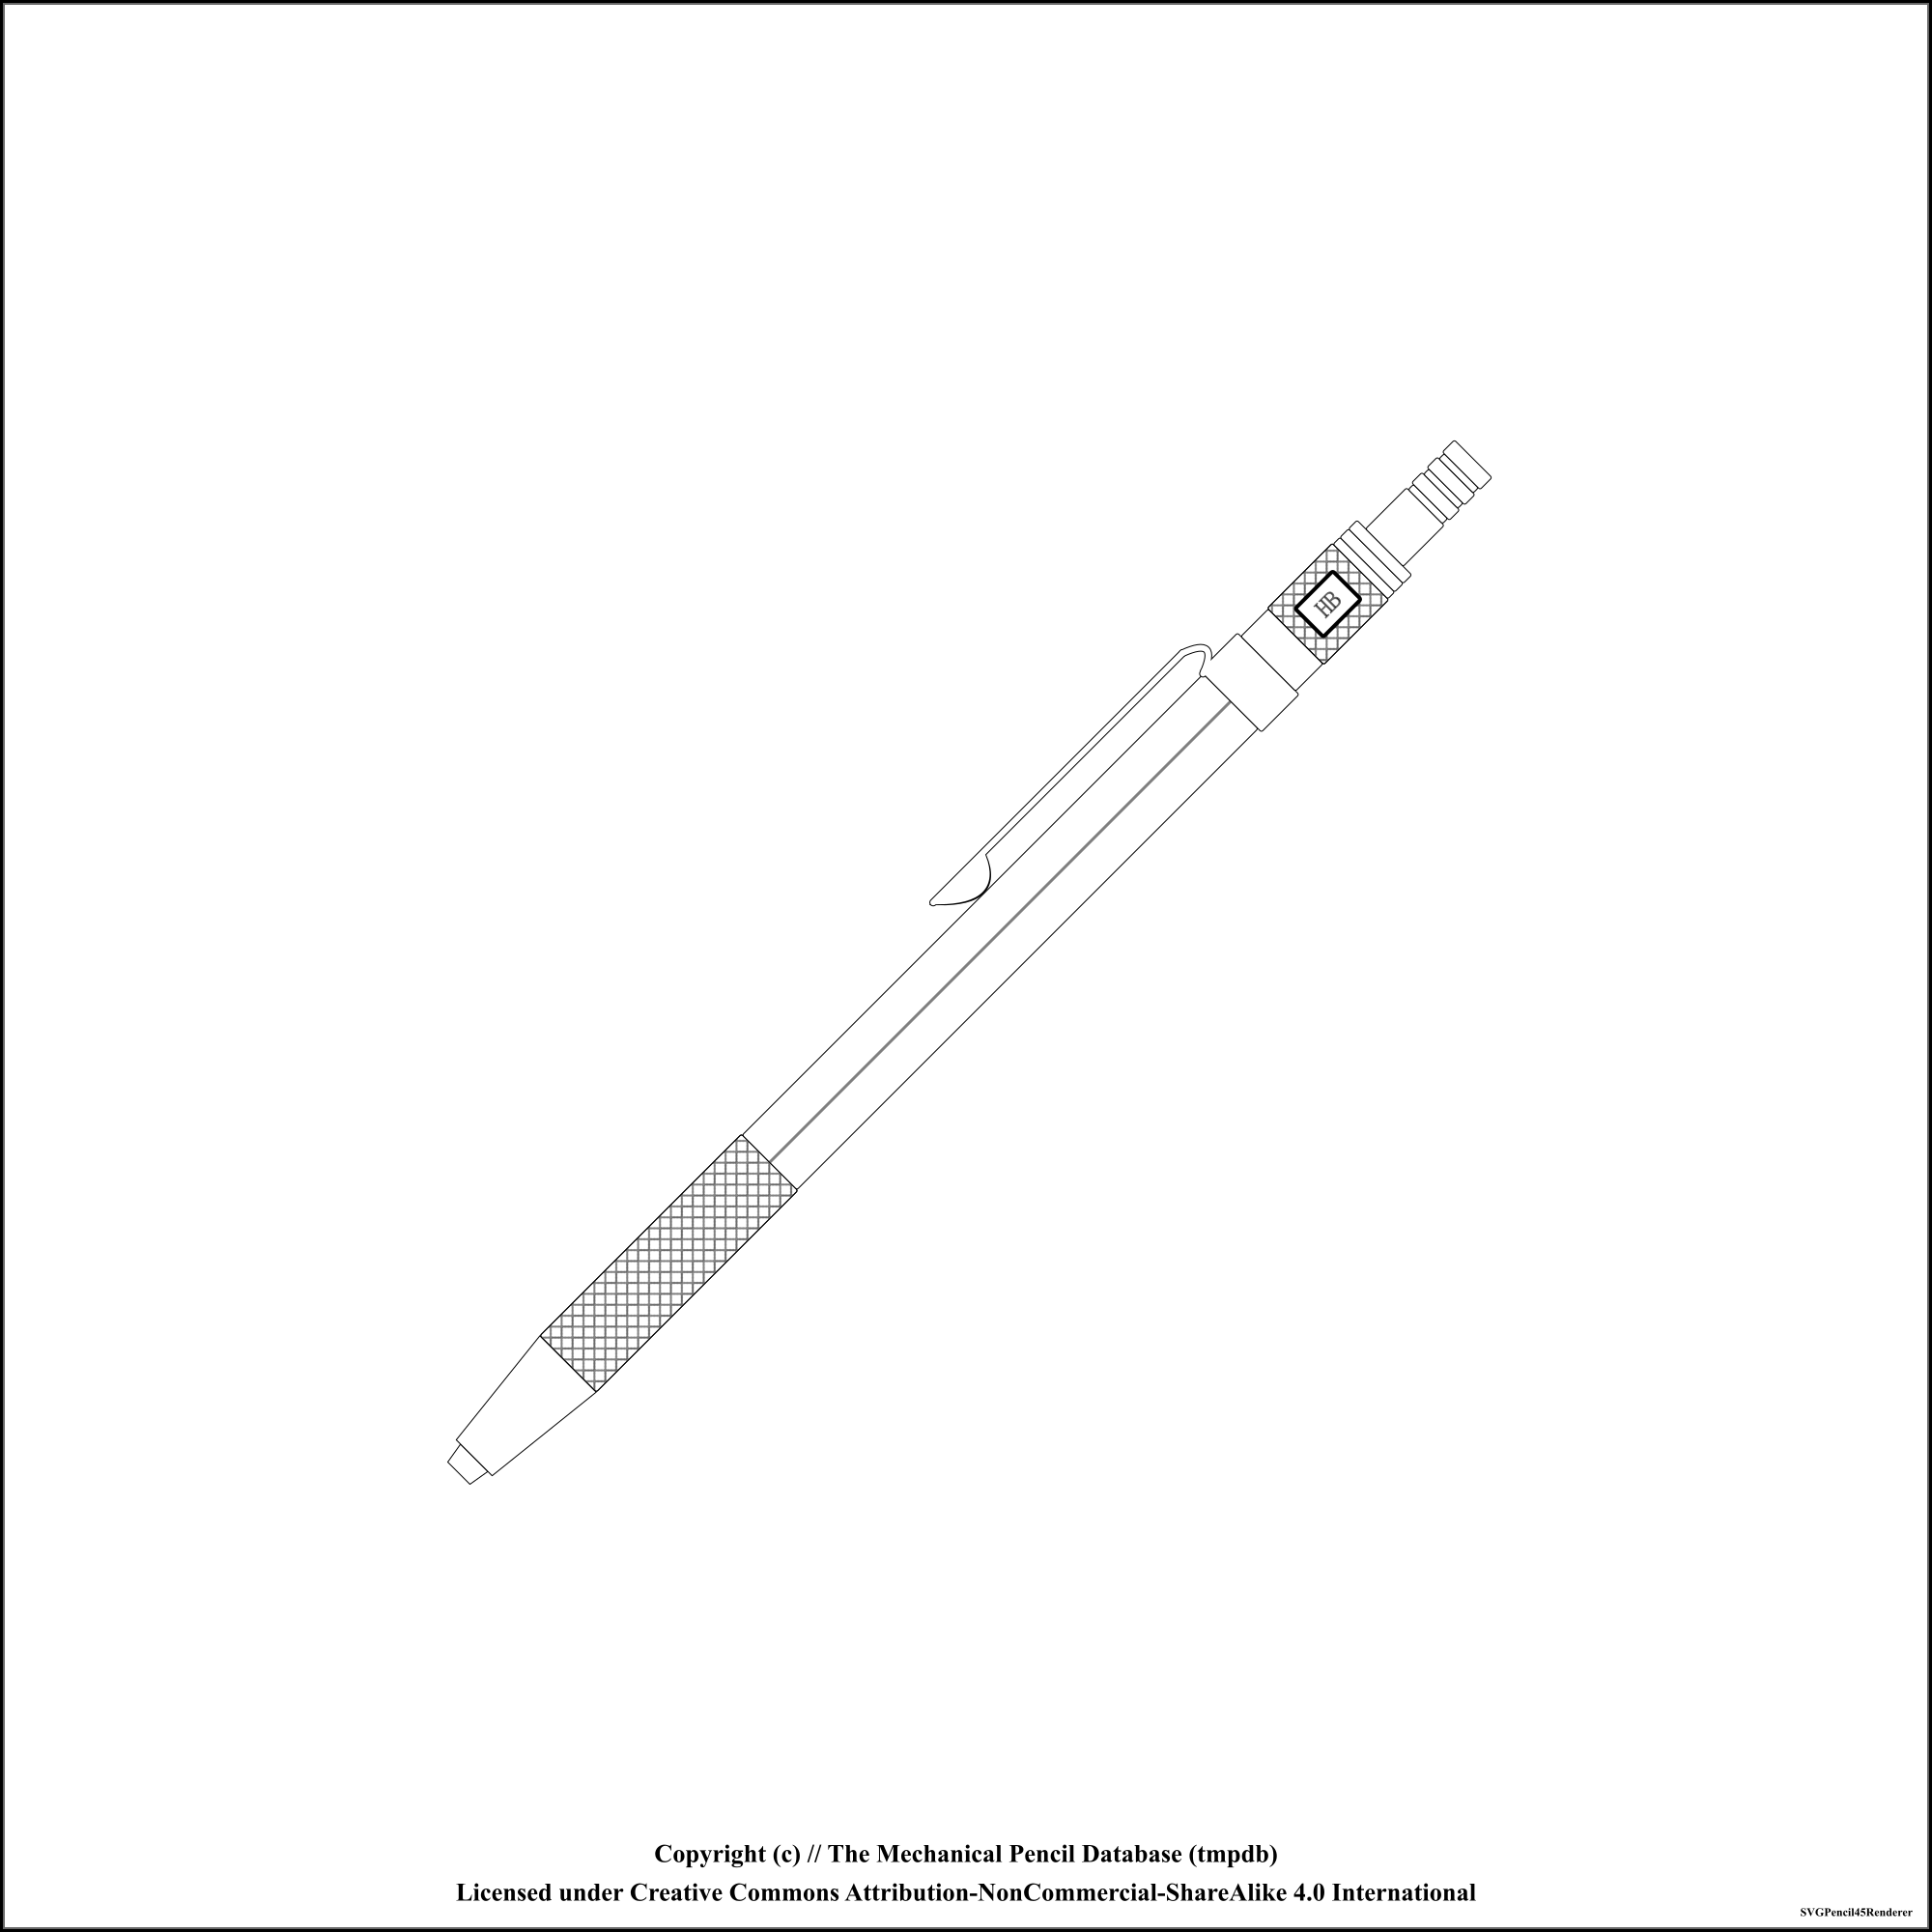 HB
Copyright (c) // The Mechanical Pencil Database (tmpdb)
Licensed under Creative Commons Attribution-NonCommercial-ShareAlike 4.0 International
SVGPencil45Renderer